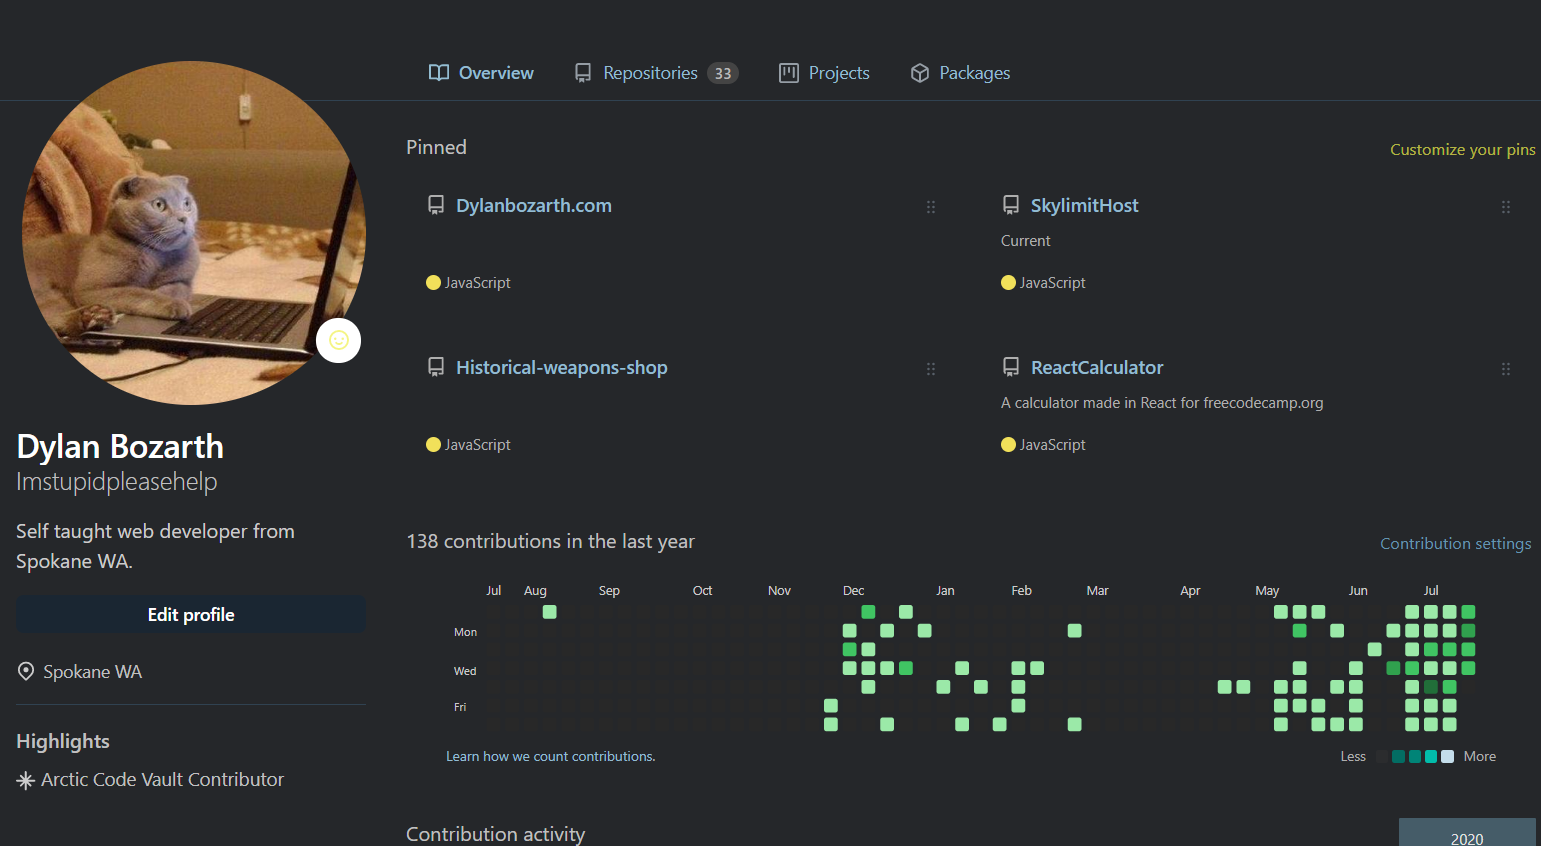 Overview Repositories 33 Projects Packages
Pinned
Customize your pins
Dylanbozarth.com
JavaScript
SkylimitHost
Current
JavaScript
Historical-weapons-shop
JavaScript
ReactCalculator
A calculator made in React for freecodecamp.org
JavaScript
Dylan Bozarth
Imstupidpleasehelp
Self taught web developer from
Spokane WA.
Edit profile
Spokane WA
Highlights
Arctic Code Vault Contributor
138 contributions in the last year
Contribution settings
Jul Aug Sep Oct Nov Dec Jan Feb Mar Apr May Jun Jul
Mon
Wed
Fri
Learn how we count contributions.
Less More
Contribution activity
2020